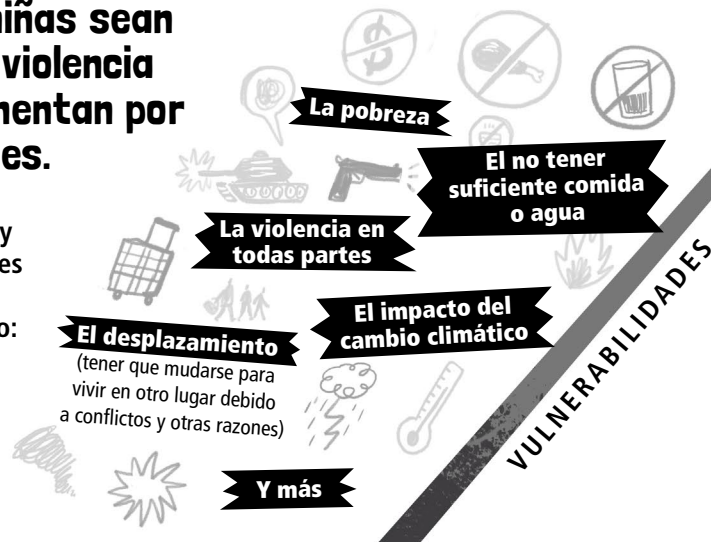 niñas sean
violencia
mentan por
es.
y
es
o:
La pobreza
El no tener
suficiente comida
o agua
La violencia en
todas partes
El impacto del
cambio climático
El desplazamiento
(tener que mudarse para
vivir en otro lugar debido
a conflictos y otras razones)
Y más
VULNERABILIDADES